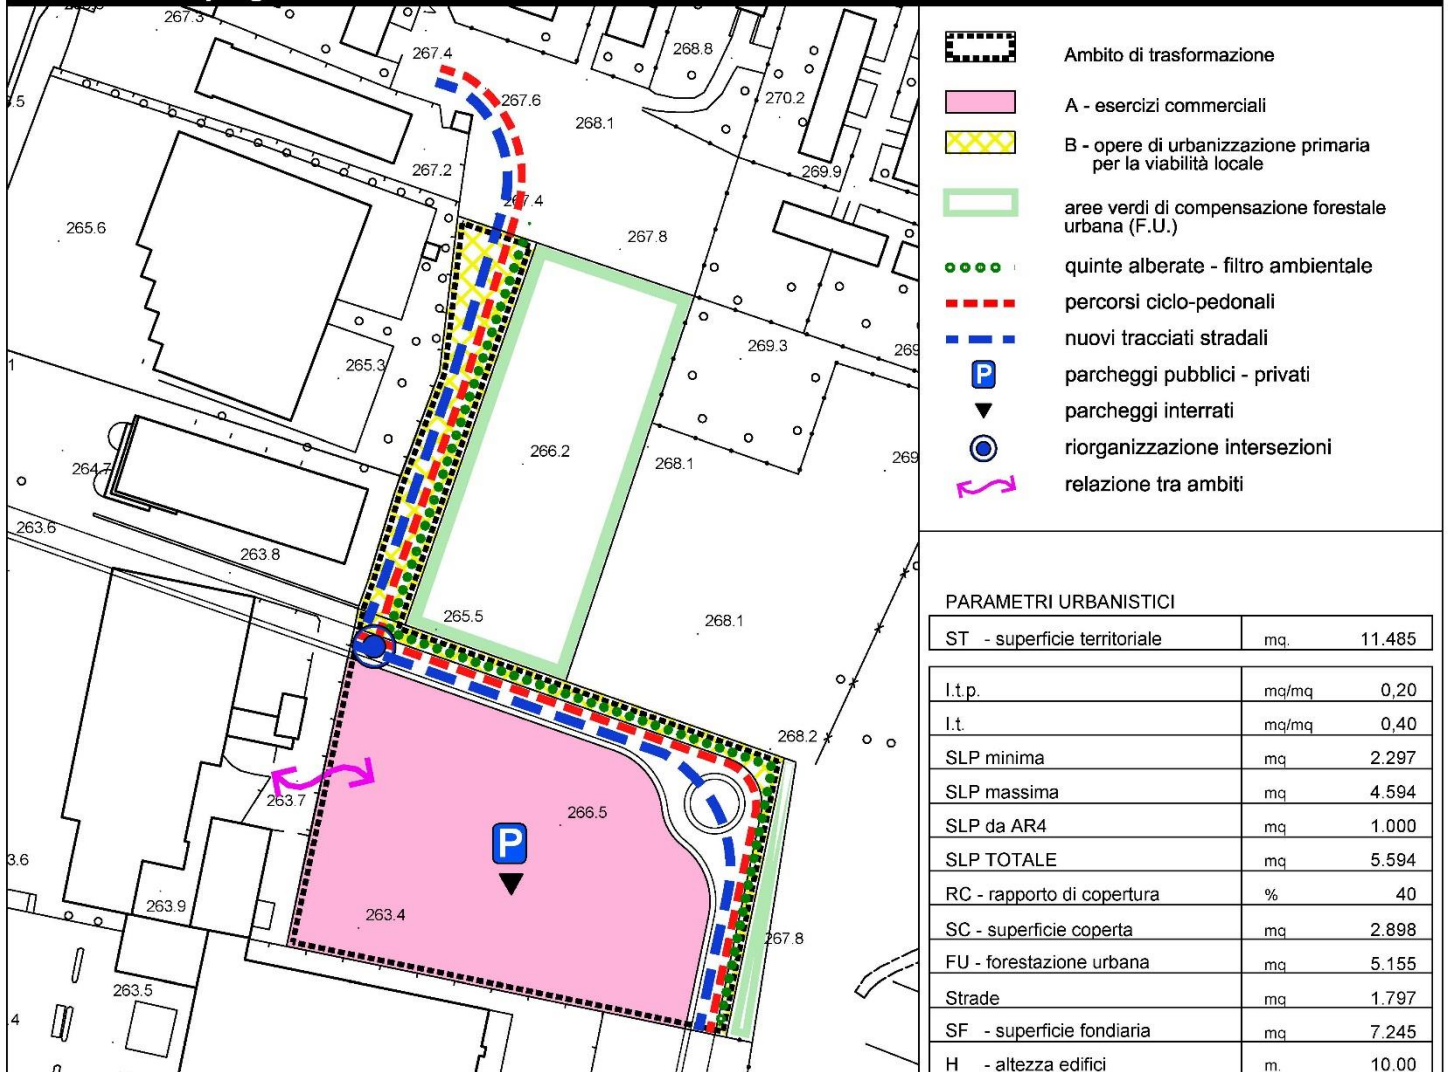 267.3
267.4
268.8
267.6
270.2
268.1
267.2
269.9
267.4
265.6
267.8
269.3
265.3
266.2
268.1
264.7
263.6
263.8
265.5
268.1
268.2
263.7
266.5
P
3.6
263.9
263.4
267.8
263.5
Ambito di trasformazione
A - esercizi commerciali
B - opere di urbanizzazione primaria
per la viabilità locale
aree verdi di compensazione forestale
urbana (F.U.)
quinte alberate - filtro ambientale
percorsi ciclo-pedonali
nuovi tracciati stradali
P parcheggi pubblici - privati
parcheggi interrati
riorganizzazione intersezioni
relazione tra ambiti
PARAMETRI URBANISTICI
ST - superficie territoriale mq. 11.485
I.t.p. mq/mq 0,20
I.t. mq/mq 0,40
SLP minima mq 2.297
SLP massima mq 4.594
SLP da AR4 mq 1.000
SLP TOTALE mq 5.594
RC - rapporto di copertura % 40
SC - superficie coperta mq 2.898
FU - forestazione urbana mq 5.155
Strade mq 1.797
SF - superficie fondiaria mq 7.245
H - altezza edifici m. 10.00